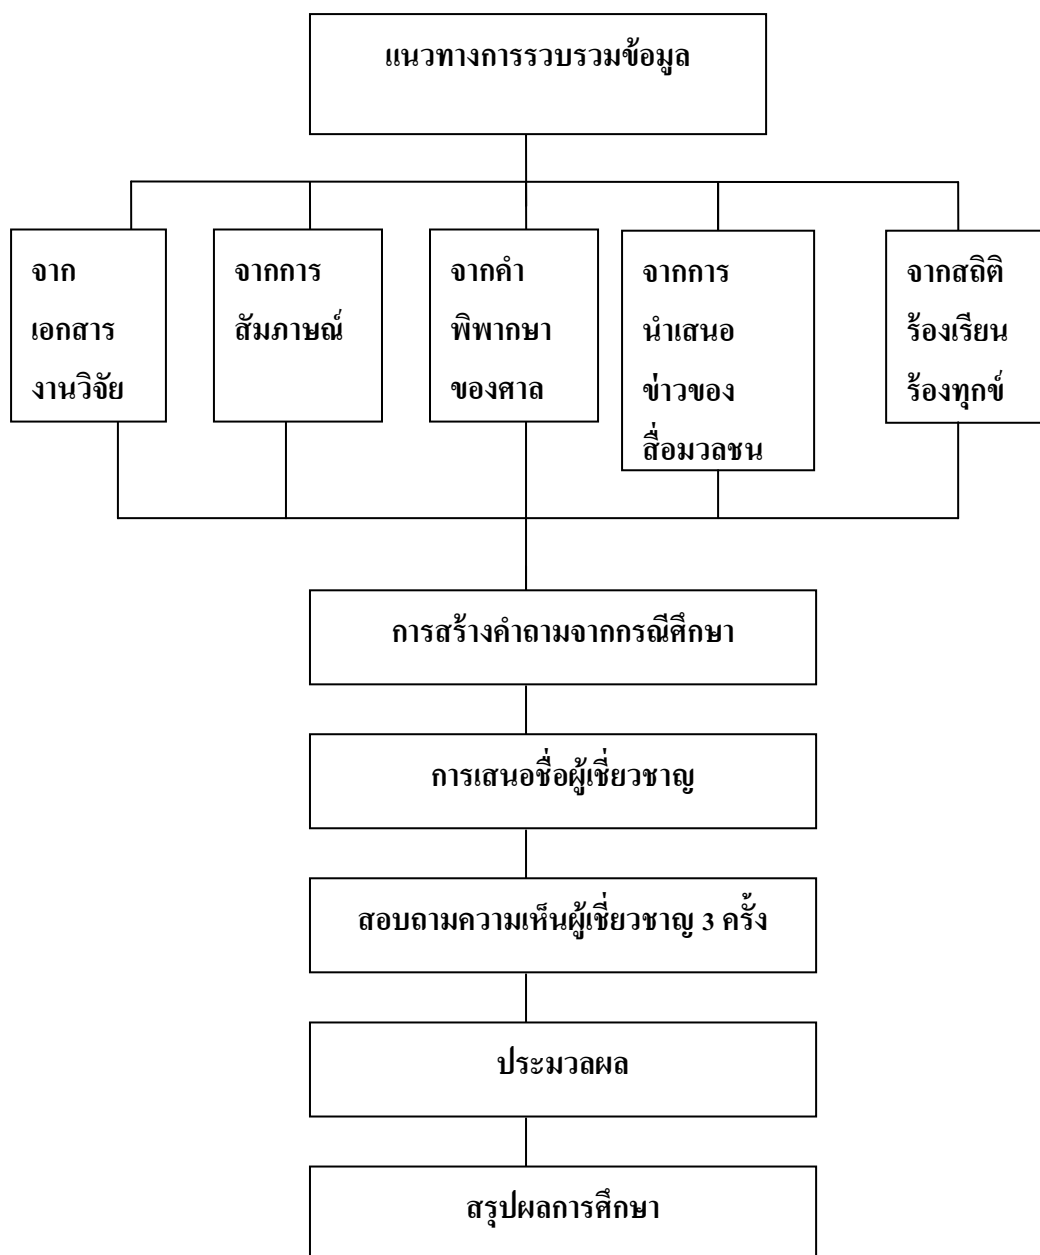 แนวทางการรวบรวมข้อมูล
จาก
เอกสาร
งานวิจัย
จากการ
สัมภาษณ์
จากคำ
พิพากษา
ของศาล
จากการ
นำเสนอ
ข่าวของ
สื่อมวลชน
จากสถิติ
ร้องเรียน
ร้องทุกข์
การสร้างคำถามจากกรณีศึกษา
การเสนอชื่อผู้เชี่ยวชาญ
สอบถามความเห็นผู้เชี่ยวชาญ 3 ครั้ง
ประมวลผล
สรุปผลการศึกษา